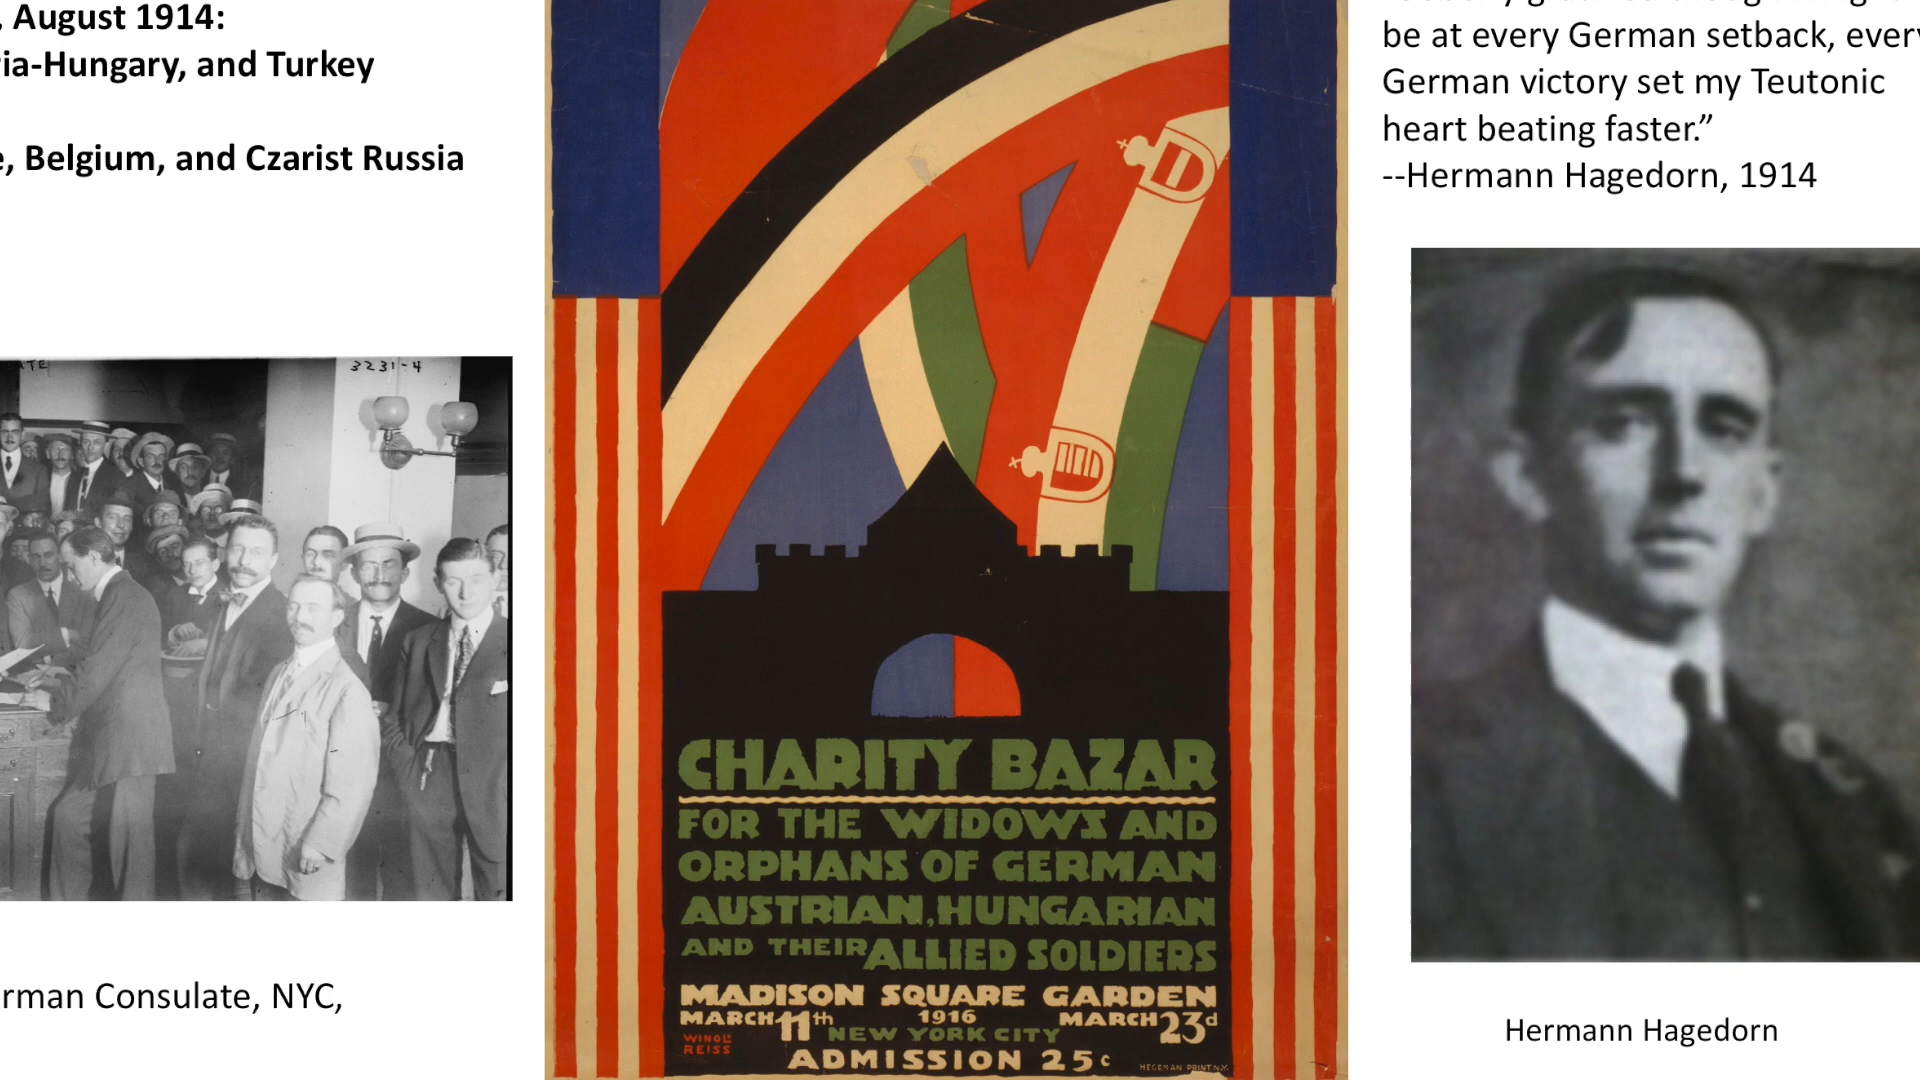 , August 1914:
ia-Hungary, and Turkey
, Belgium, and Czarist Russia
3231-4
rman Consulate, NYC,
CHARITY BAZAR
FOR THE WIDOWS AND
ORPHANS OF GERMAN
AUSTRIAN, HUNGARIAN
AND THEIR ALLIED SOLDIERS
MADISON SQUARE GARDEN
MARCH 11th 1916 MARCH 23d
NEW YORK CITY
WINOLD
REISS
ADMISSION 25c
HEGEMAN PRINT N.Y.
be at every German setback, every
German victory set my Teutonic
heart beating faster.”
--Hermann Hagedorn, 1914
Hermann Hagedorn